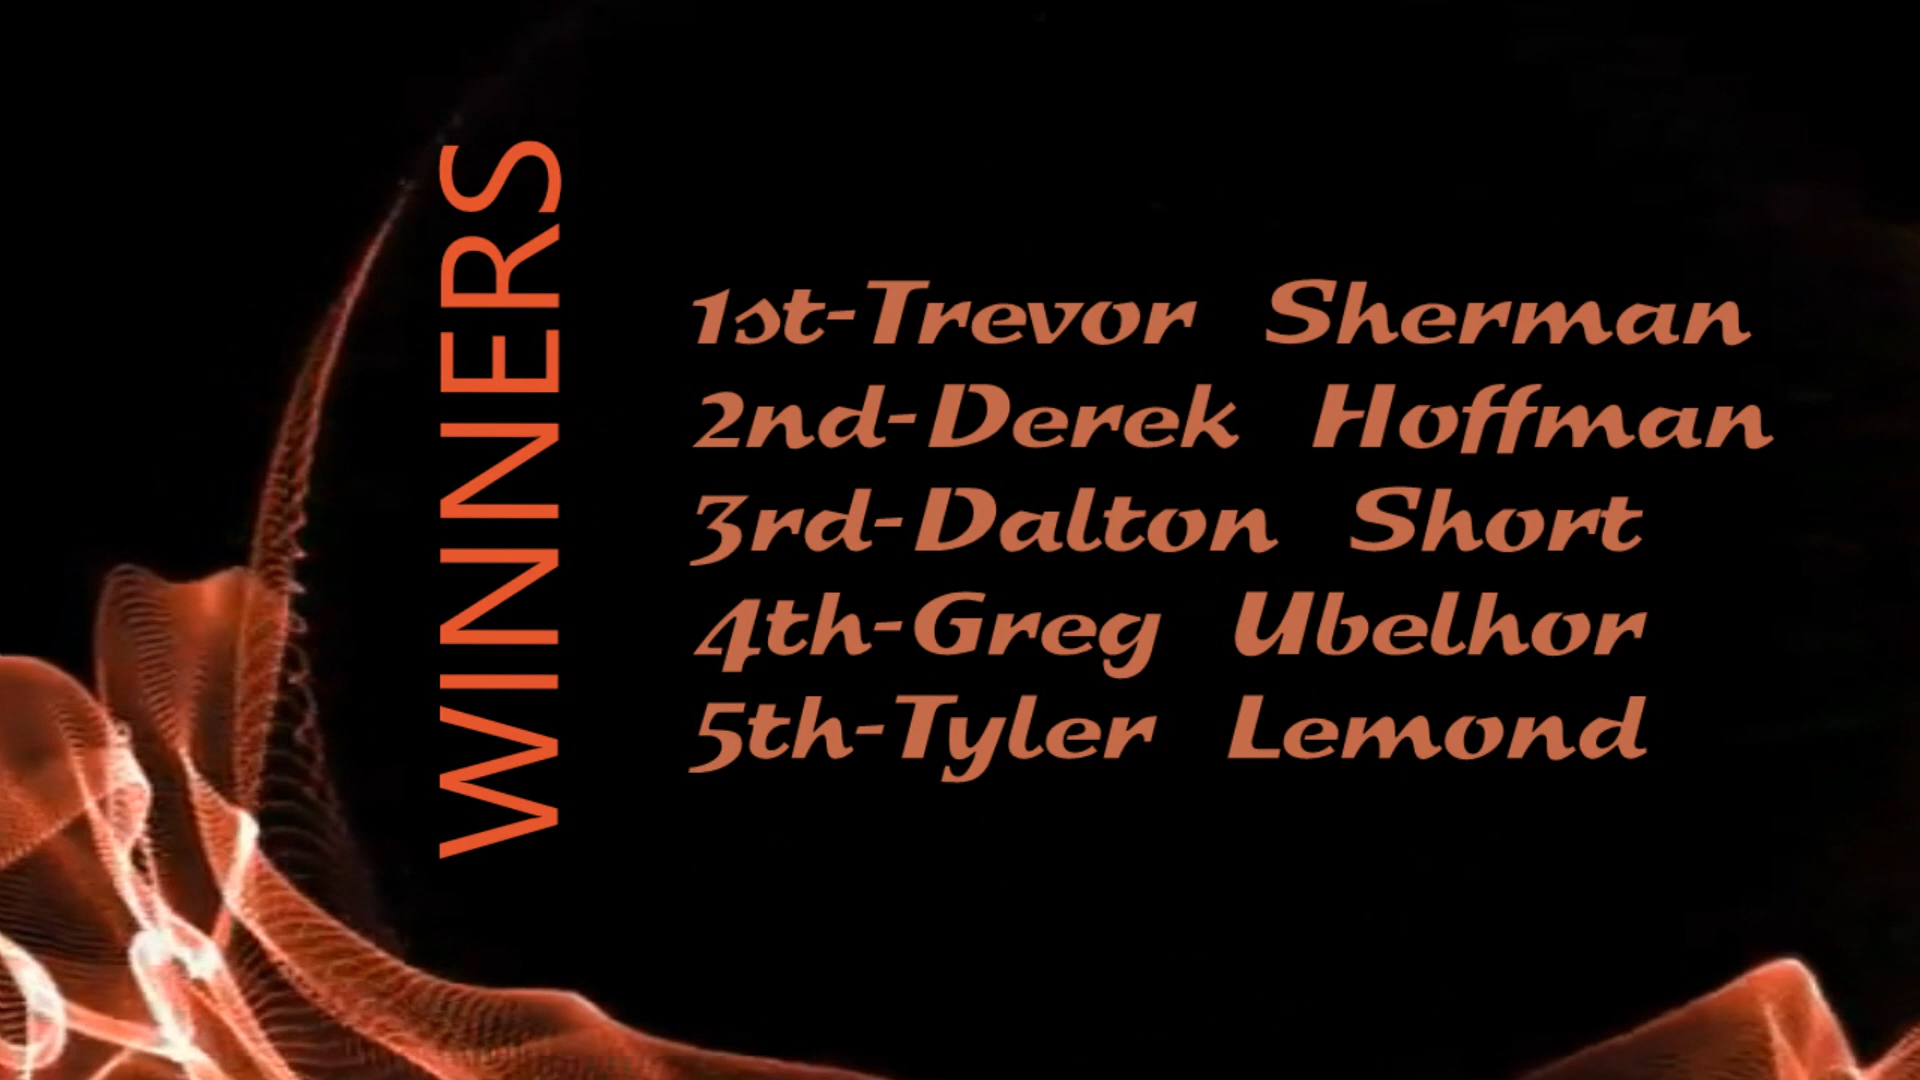 WINNERS
1st-Trevor Sherman
2nd-Derek Hoffman
3rd-Dalton Short
4th-Greg Ubelhor
5th-Tyler Lemond